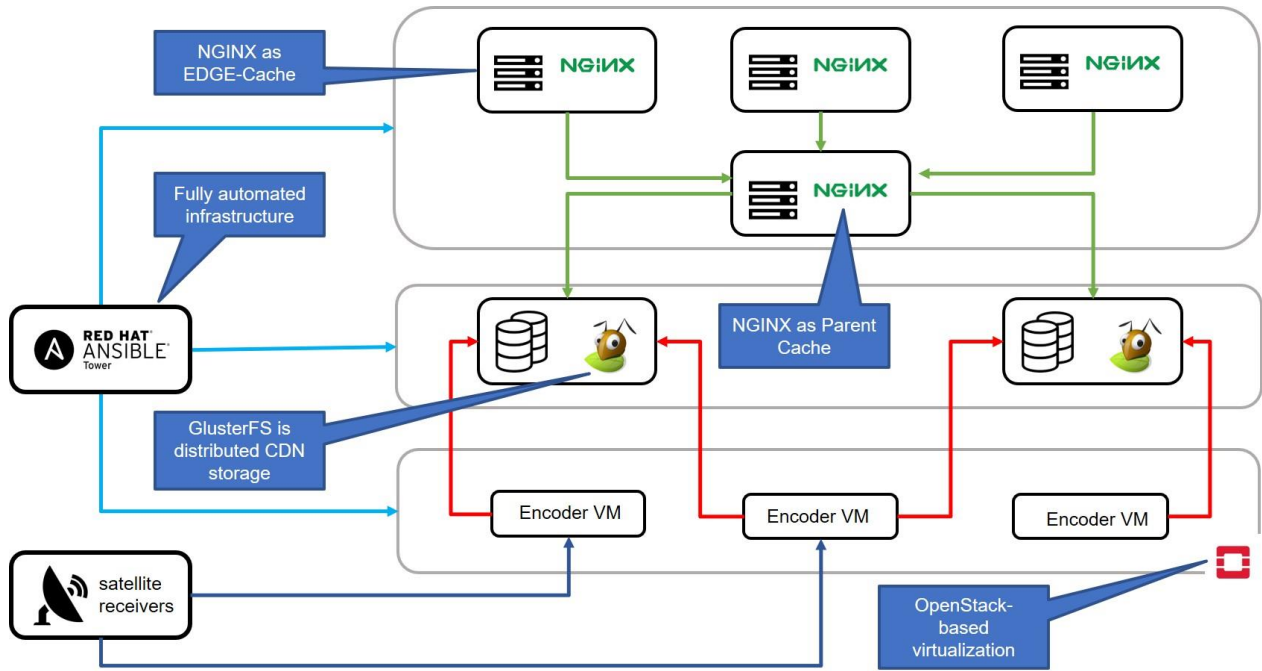 NGINX as
EDGE-Cache
NGINX
NGINX
NGINX
Fully automated
infrastructure
NGINX
RED HAT®
ANSIBLE®
Tower
NGINX as Parent
Cache
GlusterFS is
distributed CDN
storage
Encoder VM
Encoder VM
Encoder VM
satellite
receivers
OpenStack-
based
virtualization